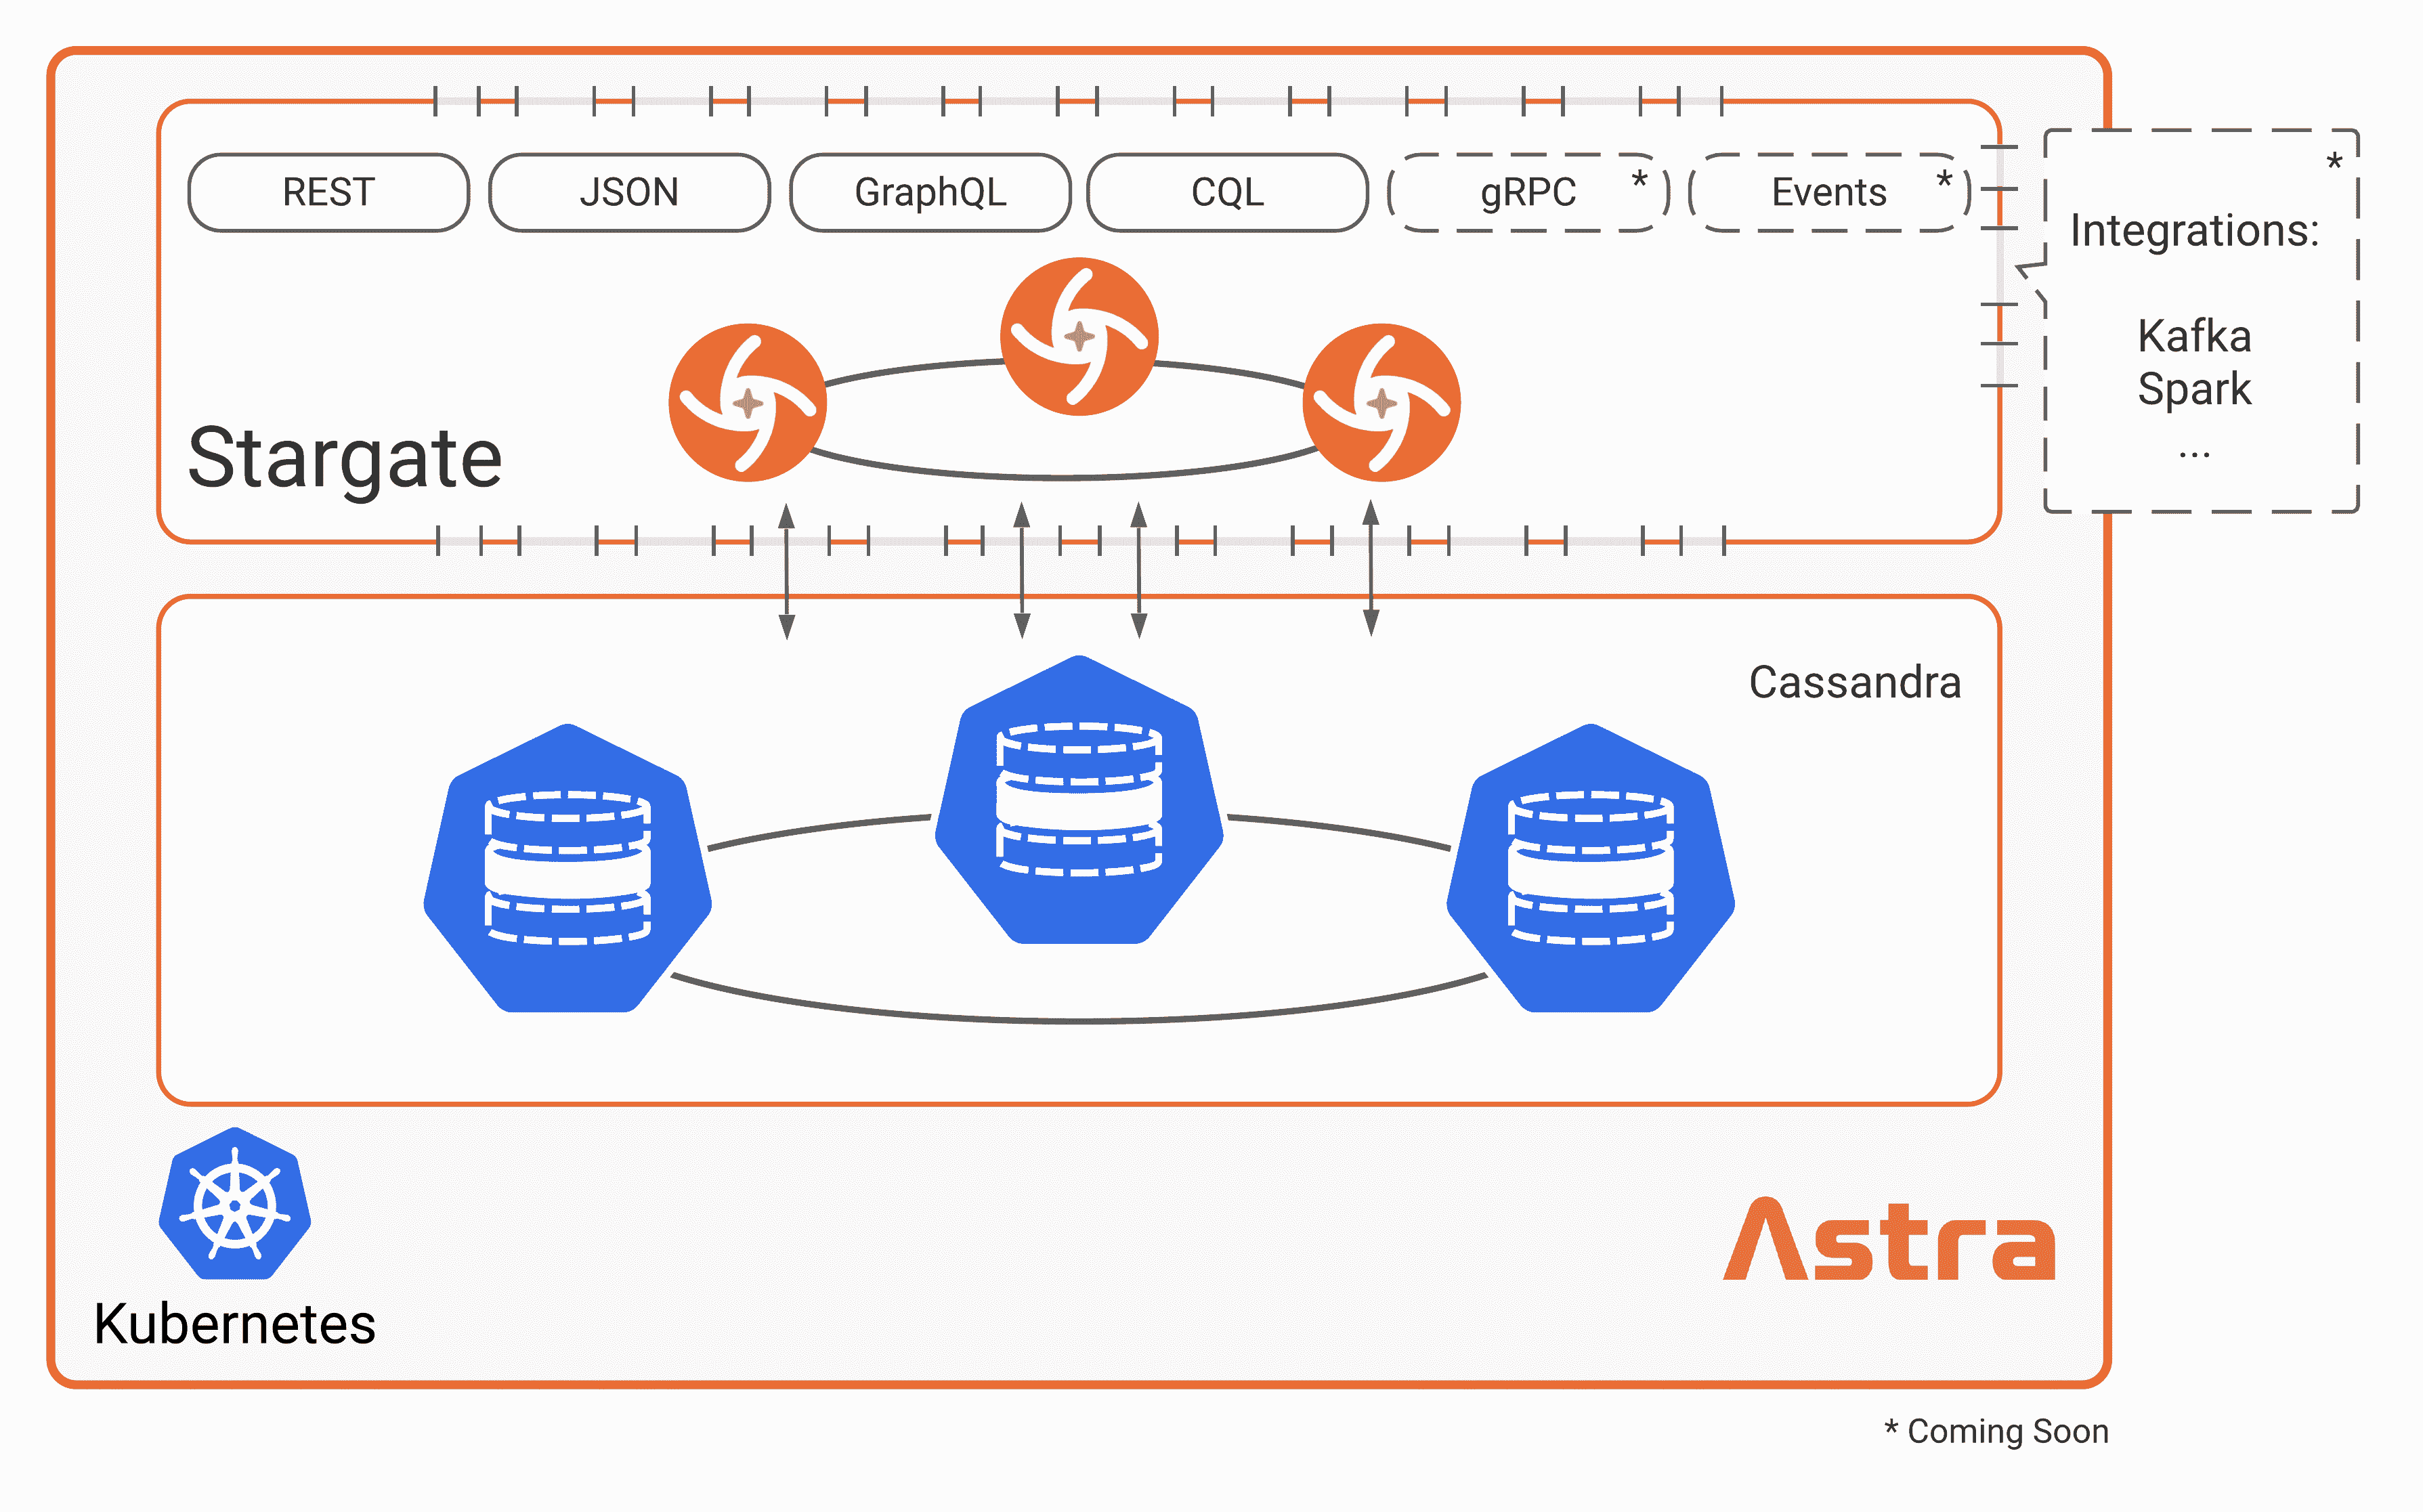 REST
JSON
GraphQL
CQL
gRPC *
Events *
*
Integrations:
Kafka
Spark
...
Stargate
Cassandra
Kubernetes
Astra
* Coming Soon